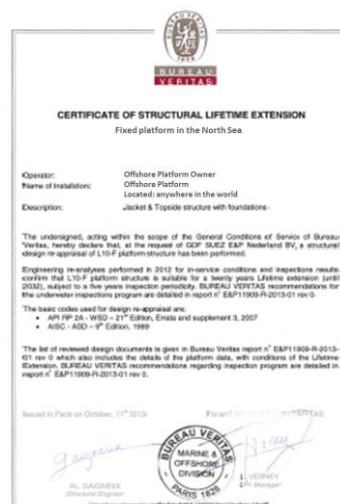 BUREAU
VERITAS
CERTIFICATE OF STRUCTURAL LIFETIME EXTENSION
Fixed platform in the North Sea
Operator: Offshore Platform Owner
Name of Installation: Offshore Platform
Located: anywhere in the world
Description: Jacket & Topside structure with foundations -
The undersigned, acting within the scope of the General Conditions of Service of Bureau
Veritas, hereby declare that, at the request of GDF SUEZ E&P Nederland BV, a structural
design re-appraisal of L10-F platform structure has been performed.
Engineering re-analyses performed in 2012 for in-service conditions and inspections results
confirm that L10-F platform structure is suitable for a twenty years Lifetime extension (until
2032), subject to a five years inspection periodicity. BUREAU VERITAS recommendations for
the underwater inspections program are detailed in report n° E&P11909-R-2013-01 rev 0
The basic codes used for design re-appraisal are:
• API RP 2A - WSD – 21st Edition, Errata and supplement 3, 2007
• AISC - ASD – 9th Edition, 1989
The list of reviewed design documents is given in Bureau Veritas report n° E&P11909-R-2013-
01 rev 0 which also includes the details of the platform data, with conditions of the Lifetime
Extension. BUREAU VERITAS recommendations regarding inspection program are detailed in
report n° E&P11909-R-2013-01 rev 0.
Issued in Paris on October, 11th 2013
BUREAU VERITAS
MARINE &
OFFSHORE
DIVISION
PARIS 1828
Structural Engineer
Manager